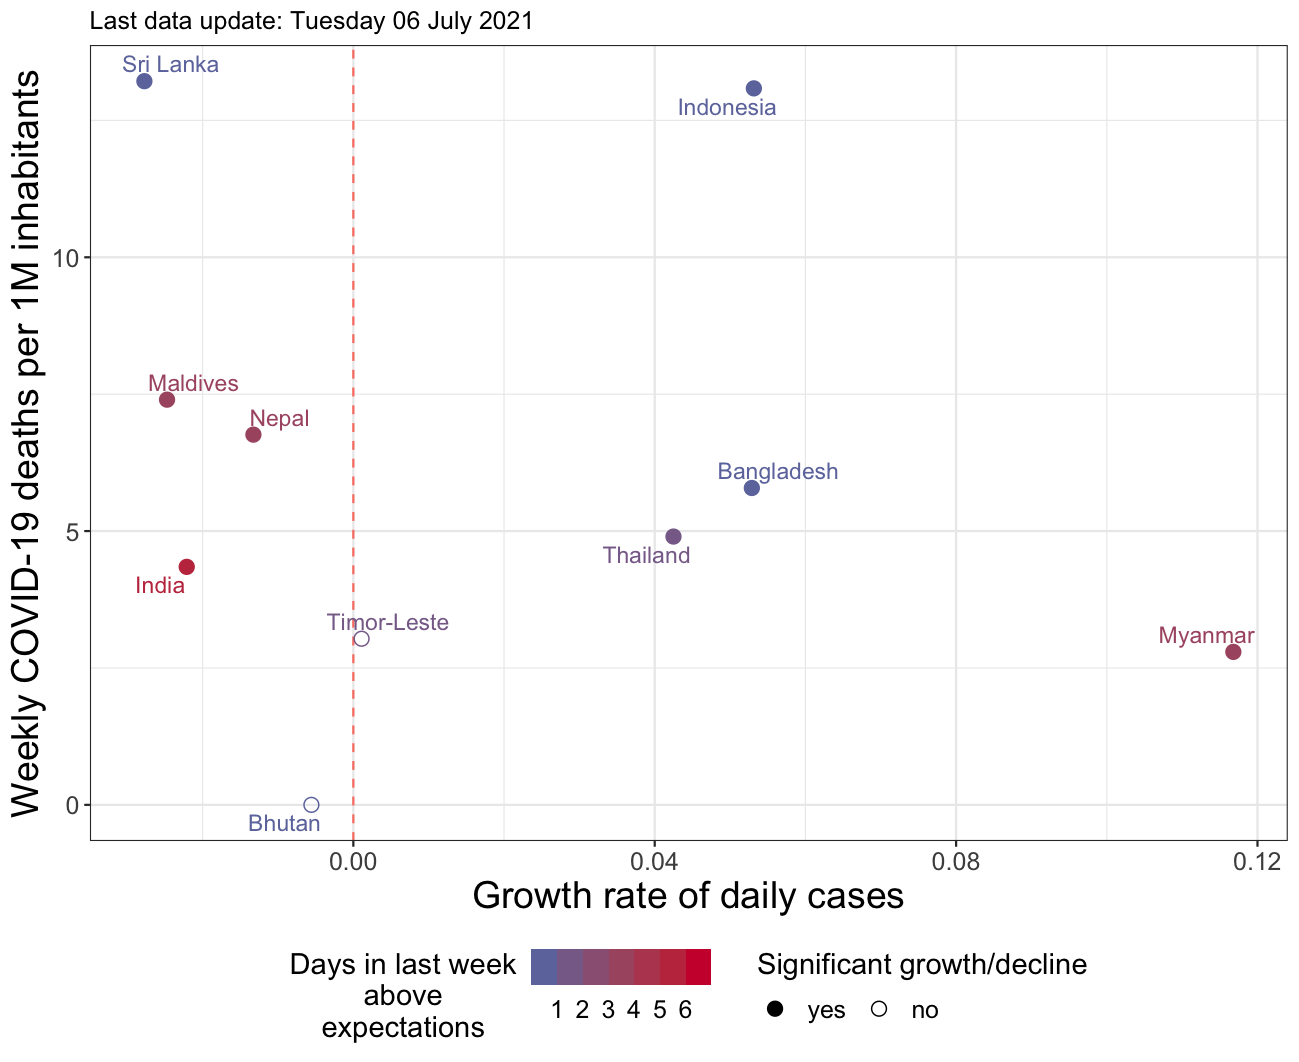 Last data update: Tuesday 06 July 2021
Sri Lanka
Indonesia
Maldives
Nepal
Bangladesh
Thailand
India
Timor-Leste
Myanmar
Bhutan
10
5
0
Weekly COVID-19 deaths per 1M inhabitants
0.00 0.04 0.08 0.12
Growth rate of daily cases
Days in last week
above
expectations
1 2 3 4 5 6
Significant growth/decline
yes no